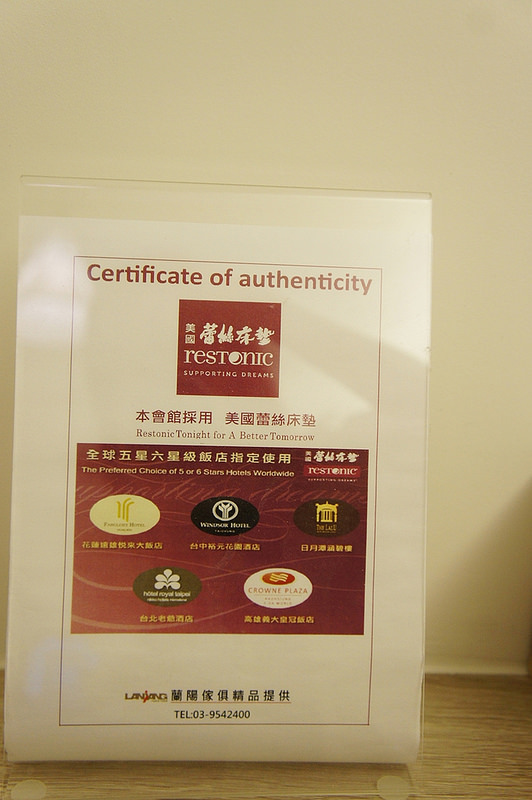 Certificate of authenticity
美國 蕾絲床墊
RESTONIC
SUPPORTING DREAMS
本會館採用 美國蕾絲床墊
Restonic Tonight for A Better Tomorrow
全球五星六星級飯店指定使用
美國 蕾絲床墊
The Preferred Choice of 5 or 6 Stars Hotels Worldwide
RESTONIC
SUPPORTING DREAMS
FARGLORY HOTEL
WINDSOR HOTEL
TAICHUNG
THE LALU
花蓮遠雄悅來大飯店
台中裕元花園酒店
日月潭涵碧樓
hôtel royal taipei
nikko hotels international
CROWNE PLAZA
台北老爺酒店
高雄義大皇冠飯店
LANYANG 蘭陽傢俱精品提供
TEL:03-9542400